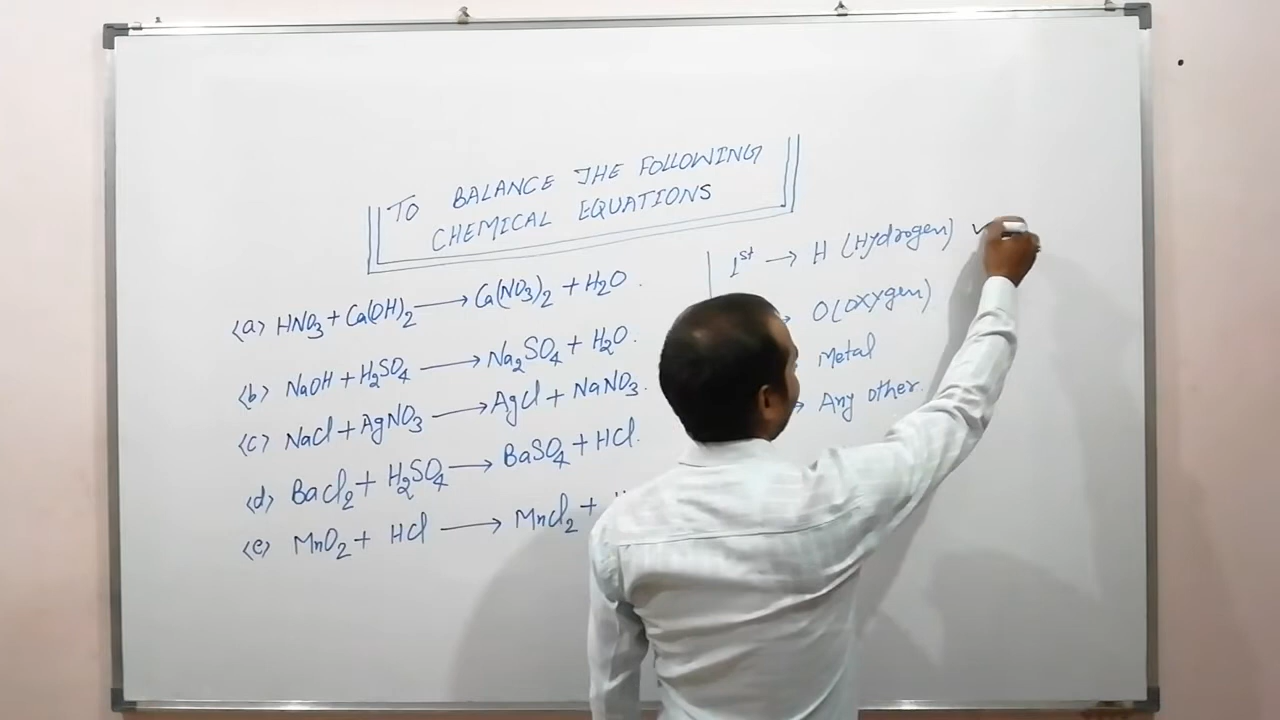 TO BALANCE THE FOLLOWING
CHEMICAL EQUATIONS
(a) HNO3 + Ca(OH)2 → Ca(NO3)2 + H2O.
(b) NaOH + H2SO4 → Na2SO4 + H2O.
(c) NaCl + AgNO3 → AgCl + NaNO3.
(d) BaCl2 + H2SO4 → BaSO4 + HCl.
(e) MnO2 + HCl → MnCl2 +
1st → H (Hydrogen) ✓
O(Oxygen)
Metal
Any other.